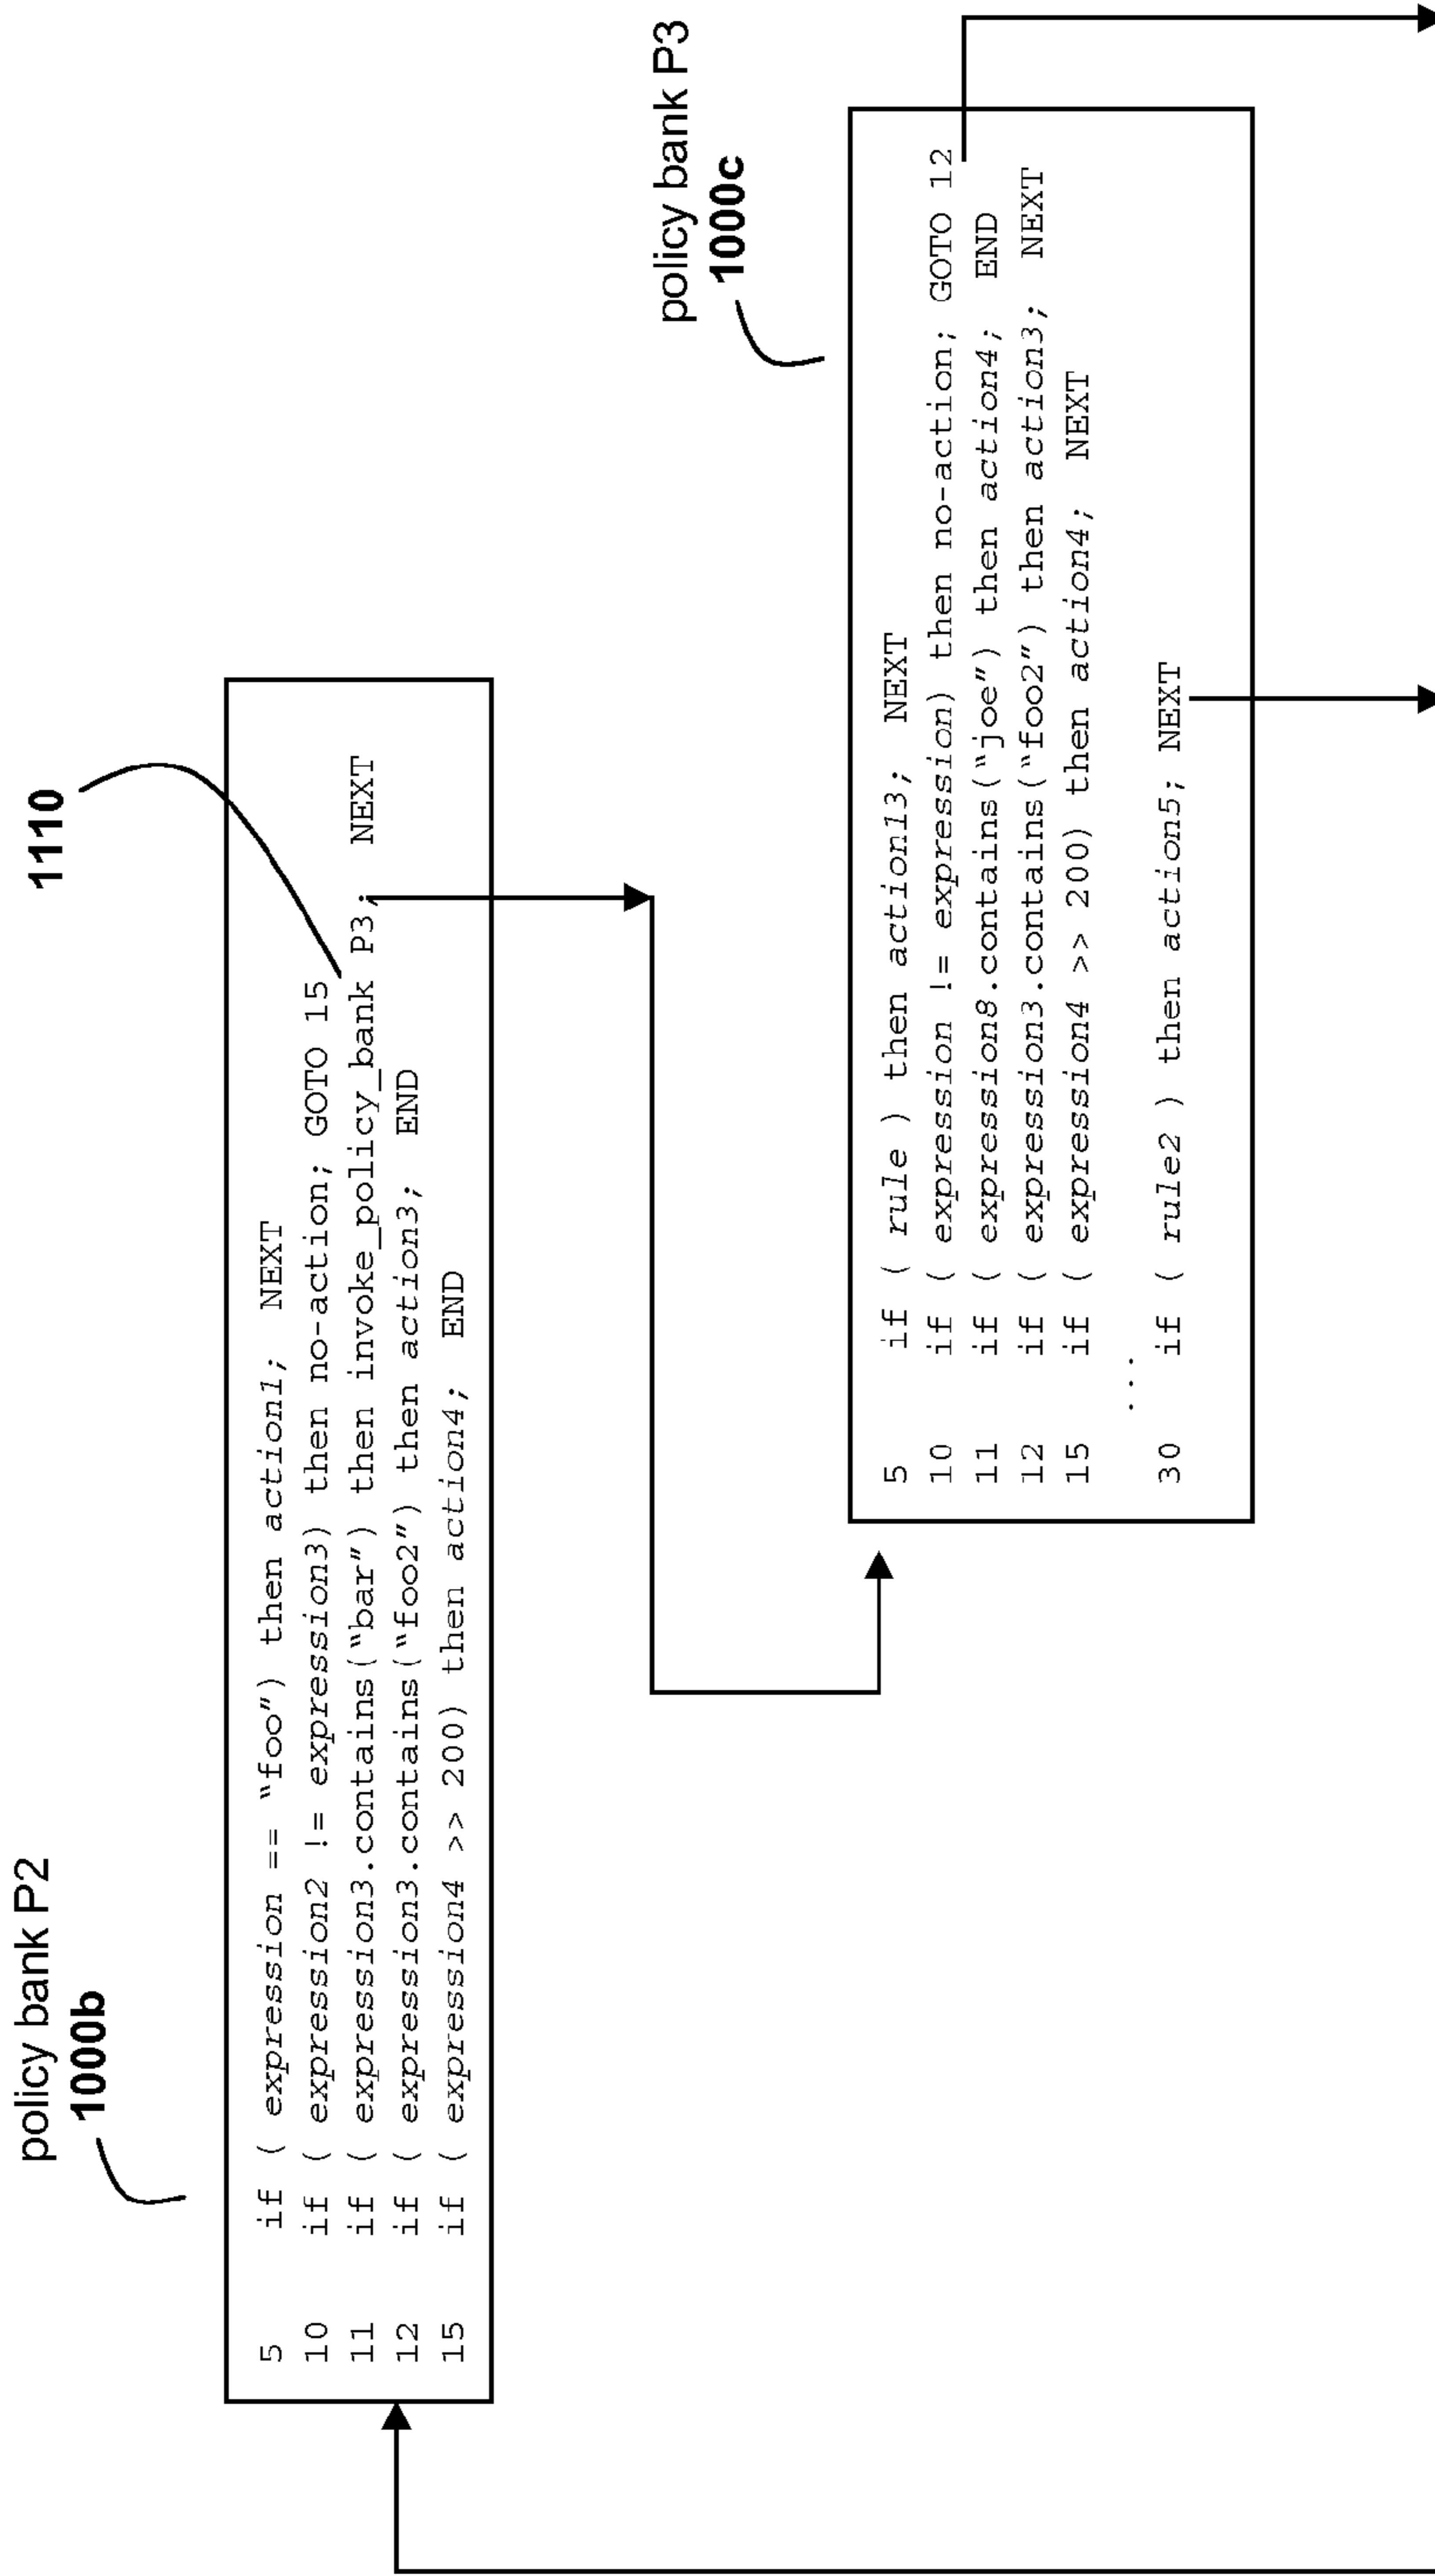 policy bank P2
1000b
1110
5 if ( expression == “foo”) then action1; NEXT
10 if ( expression2 != expression3) then no-action; GOTO 15
11 if ( expression3.contains(“bar”) then invoke_policy_bank P3; NEXT
12 if ( expression3.contains(“foo2”) then action3; END
15 if ( expression4 >> 200) then action4; END
policy bank P3
1000c
5 if ( rule ) then action13; NEXT
10 if ( expression != expression) then no-action; GOTO 12
11 if ( expression8.contains(“joe”) then action4; END
12 if ( expression3.contains(“foo2”) then action3; NEXT
15 if ( expression4 >> 200) then action4; NEXT
....
30 if ( rule2 ) then action5; NEXT